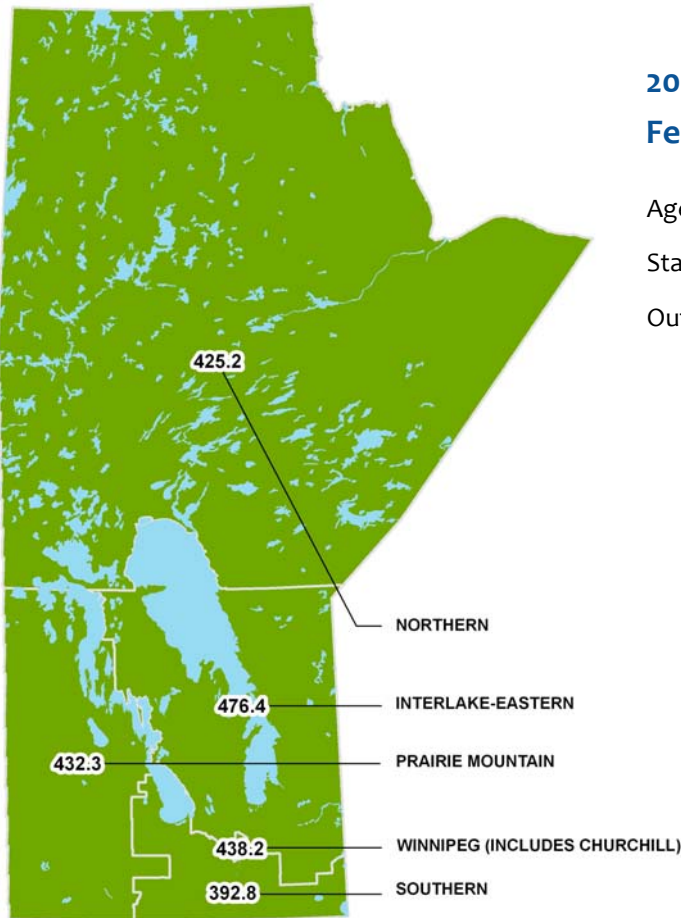 20
Fe
Age
Sta
Ou
425.2
NORTHERN
476.4 INTERLAKE-EASTERN
432.3 PRAIRIE MOUNTAIN
438.2 WINNIPEG (INCLUDES CHURCHILL)
392.8 SOUTHERN